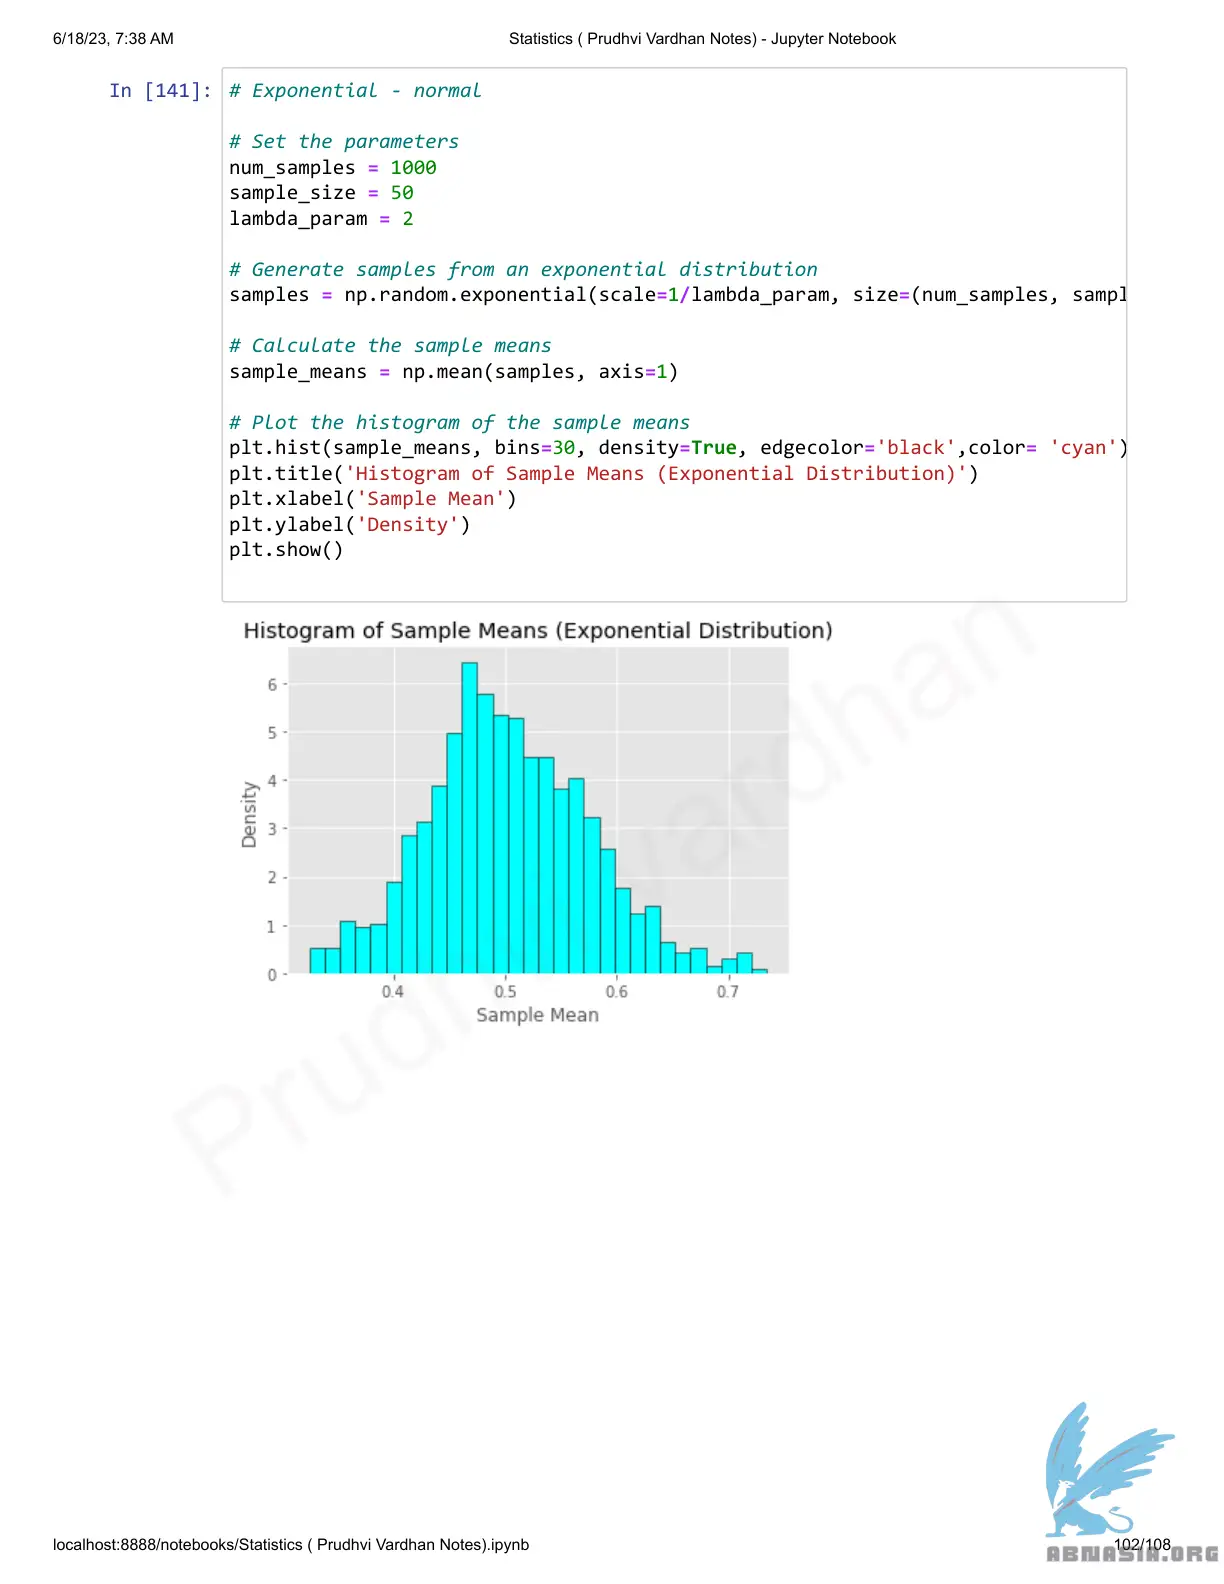 6/18/23, 7:38 AM
Statistics ( Prudhvi Vardhan Notes) - Jupyter Notebook
In [141]:
# Exponential - normal
# Set the parameters
num_samples = 1000
sample_size = 50
lambda_param = 2
# Generate samples from an exponential distribution
samples = np.random.exponential(scale=1/lambda_param, size=(num_samples, sampl
# Calculate the sample means
sample_means = np.mean(samples, axis=1)
# Plot the histogram of the sample means
plt.hist(sample_means, bins=30, density=True, edgecolor='black',color= 'cyan')
plt.title('Histogram of Sample Means (Exponential Distribution)')
plt.xlabel('Sample Mean')
plt.ylabel('Density')
plt.show()
Histogram of Sample Means (Exponential Distribution)
6
5
4
3
2
1
0
Density
0.4 0.5 0.6 0.7
Sample Mean
Prudhvi Vardhan
localhost:8888/notebooks/Statistics ( Prudhvi Vardhan Notes).ipynb
102/108
ABNASIA.ORG